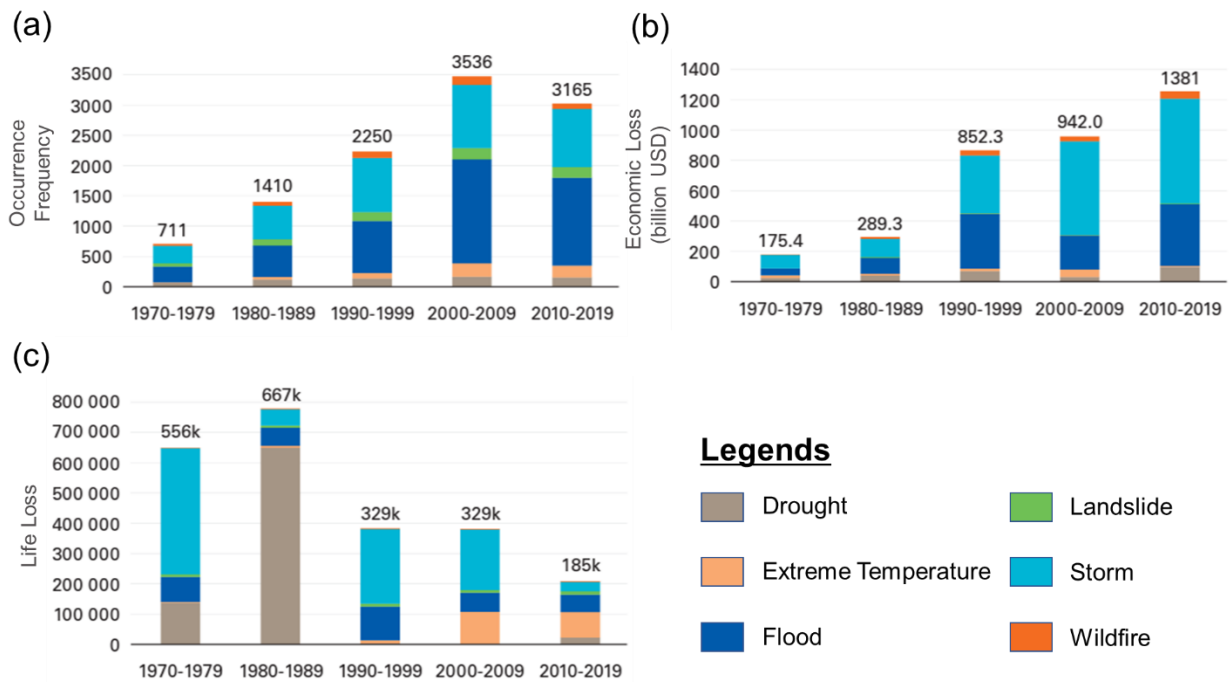 (a)
Occurrence
Frequency
3500
3000
2500
2000
1500
1000
500
0
711
1410
2250
3536
3165
1970-1979
1980-1989
1990-1999
2000-2009
2010-2019
(b)
Economic Loss
(billion USD)
1400
1200
1000
800
600
400
200
0
175.4
289.3
852.3
942.0
1381
1970-1979
1980-1989
1990-1999
2000-2009
2010-2019
(c)
Life Loss
800 000
700 000
600 000
500 000
400 000
300 000
200 000
100 000
0
556k
667k
329k
329k
185k
1970-1979
1980-1989
1990-1999
2000-2009
2010-2019
Legends
Drought
Landslide
Extreme Temperature
Storm
Flood
Wildfire